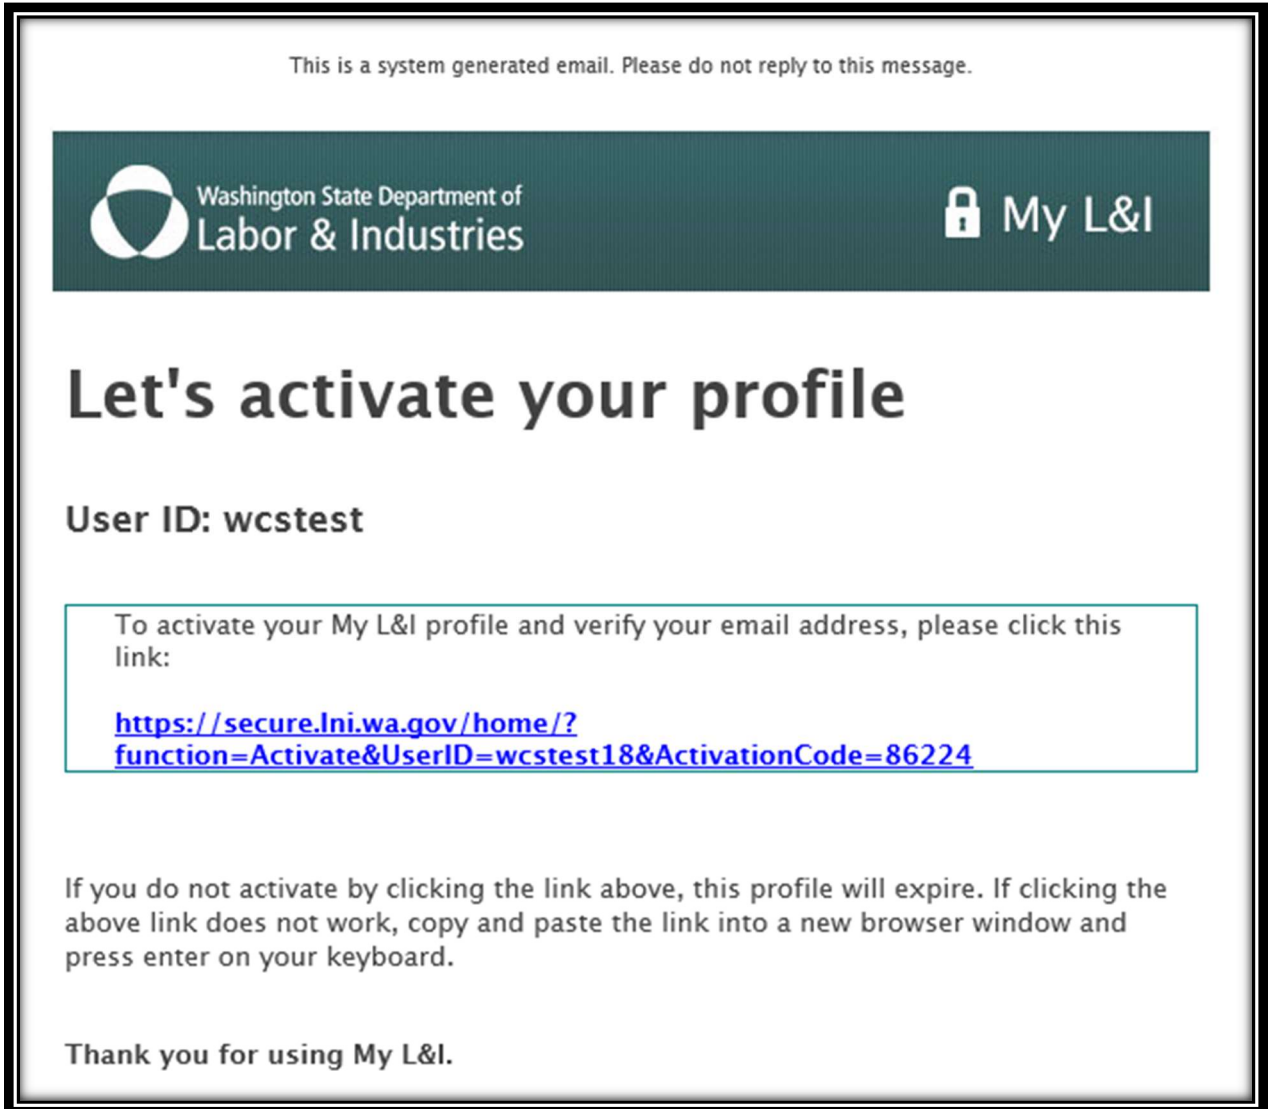 This is a system generated email. Please do not reply to this message.
Washington State Department of
Labor & Industries
My L&I
Let's activate your profile
User ID: wcstest
To activate your My L&I profile and verify your email address, please click this
link:
https://secure.lni.wa.gov/home/?
function=Activate&UserID=wcstest18&ActivationCode=86224
If you do not activate by clicking the link above, this profile will expire. If clicking the
above link does not work, copy and paste the link into a new browser window and
press enter on your keyboard.
Thank you for using My L&I.